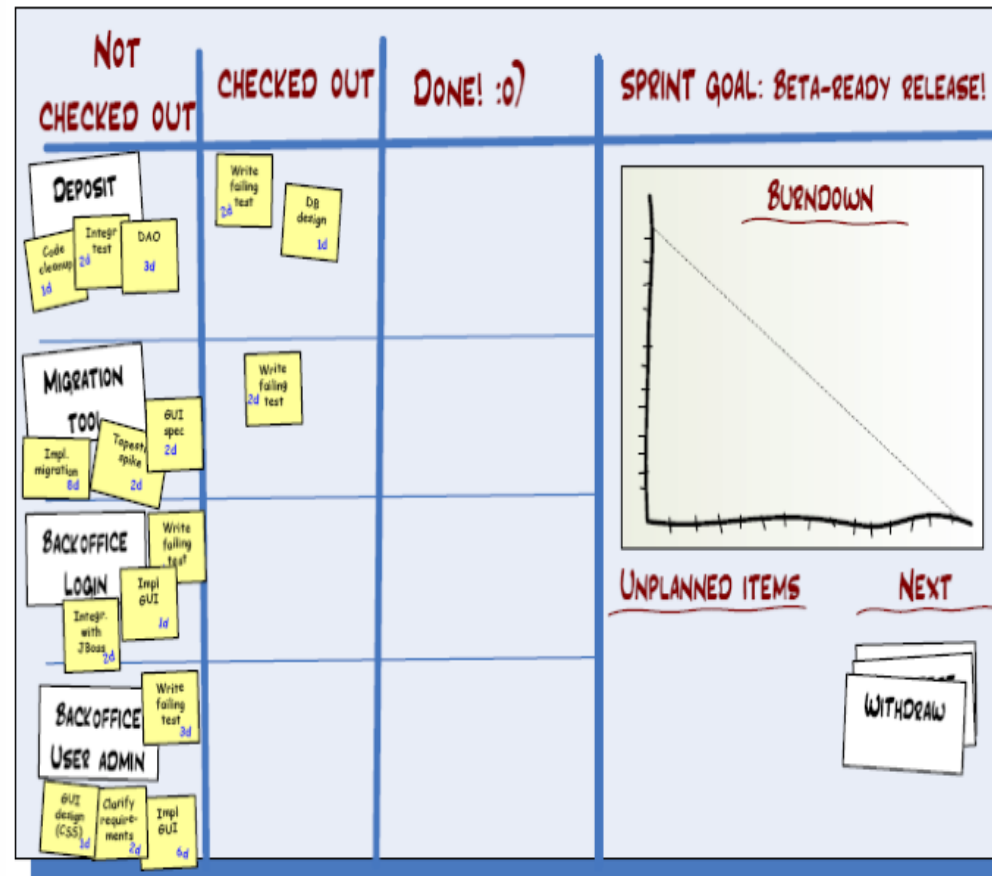 NOT
CHECKED OUT
CHECKED OUT
DONE! :o)
SPRINT GOAL: BETA-READY RELEASE!
DEPOSIT
Code
cleanup
1d
Integr
test
2d
DAO
3d
Write
failing
test
2d
DB
design
1d
BURNDOWN
MIGRATION
TOOL
Impl.
migration
8d
spike
2d
GUI
spec
2d
Write
failing
test
2d
BACKOFFICE
LOGIN
Write
failing
test
Impl
GUI
1d
Integr.
with
JBoss
2d
UNPLANNED ITEMS
NEXT
WITHDRAW
BACKOFFICE
USER ADMIN
Write
failing
test
3d
GUI
design
(CSS)
Clarify
require-
ments
2d
Impl
GUI
6d